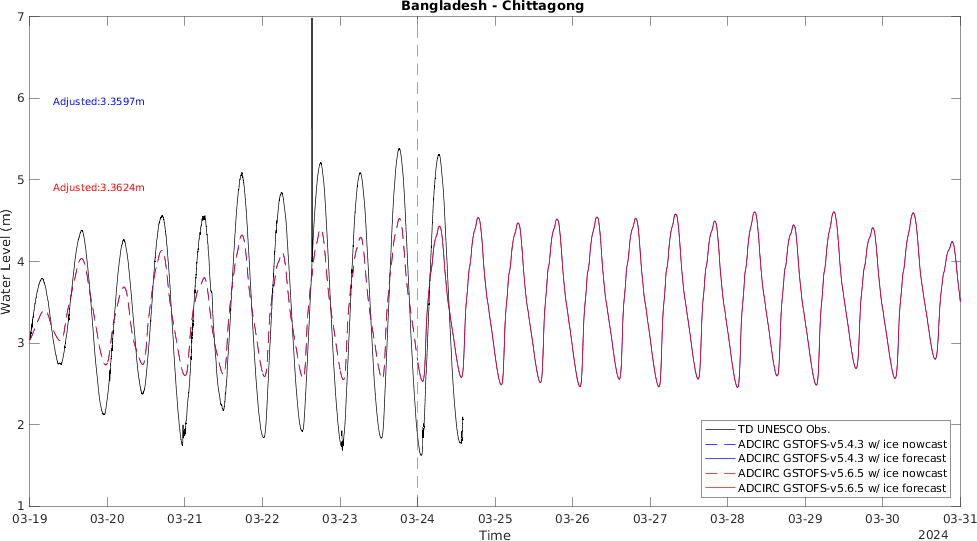 Bangladesh - Chittagong
7
6
5
4
3
2
1
Water Level (m)
Adjusted:3.3597m
Adjusted:3.3624m
TD UNESCO Obs.
ADCIRC GSTOFS-v5.4.3 w/ ice nowcast
ADCIRC GSTOFS-v5.4.3 w/ ice forecast
ADCIRC GSTOFS-v5.6.5 w/ ice nowcast
ADCIRC GSTOFS-v5.6.5 w/ ice forecast
03-19 03-20 03-21 03-22 03-23 03-24 03-25 03-26 03-27 03-28 03-29 03-30 03-31
Time
2024